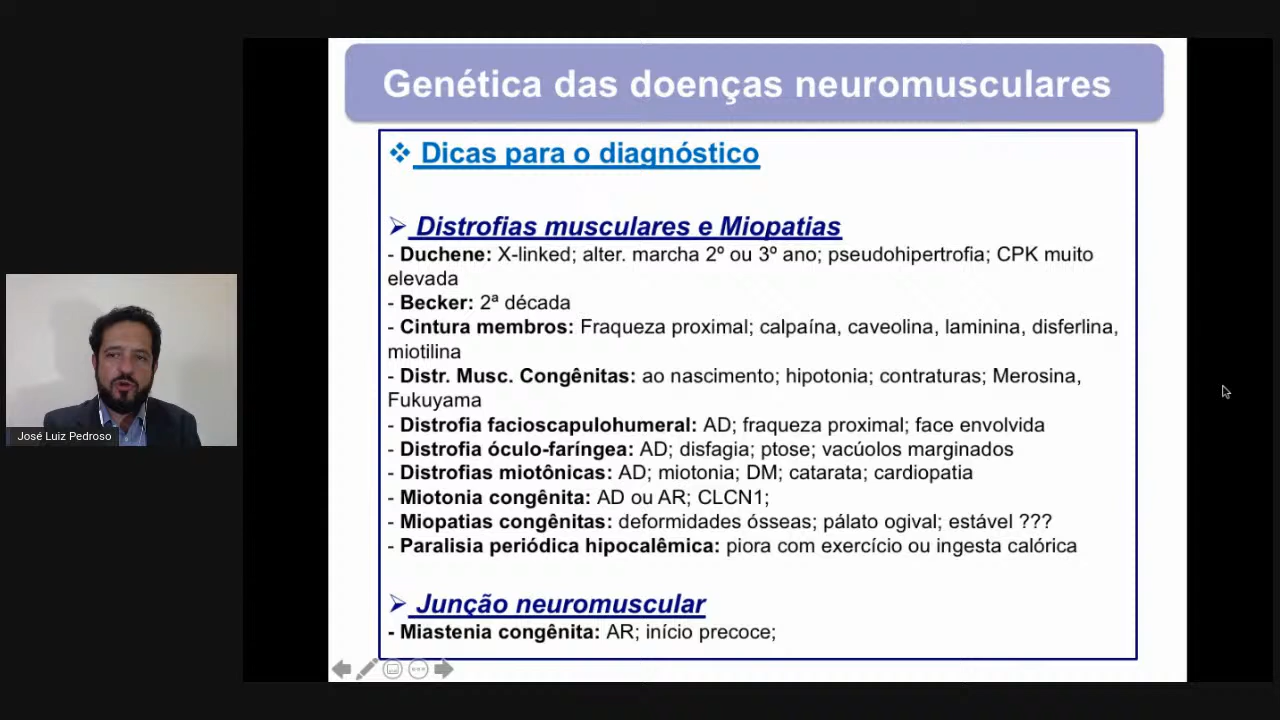 Genética das doenças neuromusculares
❖ Dicas para o diagnóstico
➢ Distrofias musculares e Miopatias
- Duchene: X-linked; alter. marcha 2º ou 3º ano; pseudohipertrofia; CPK muito
elevada
- Becker: 2ª década
- Cintura membros: Fraqueza proximal; calpaína, caveolina, laminina, disferlina,
miotilina
- Distr. Musc. Congênitas: ao nascimento; hipotonia; contraturas; Merosina,
Fukuyama
- Distrofia facioscapulohumeral: AD; fraqueza proximal; face envolvida
- Distrofia óculo-faríngea: AD; disfagia; ptose; vacúolos marginados
- Distrofias miotônicas: AD; miotonia; DM; catarata; cardiopatia
- Miotonia congênita: AD ou AR; CLCN1;
- Miopatias congênitas: deformidades ósseas; pálato ogival; estável ???
- Paralisia periódica hipocalêmica: piora com exercício ou ingesta calórica
➢ Junção neuromuscular
- Miastenia congênita: AR; início precoce;
José Luiz Pedroso